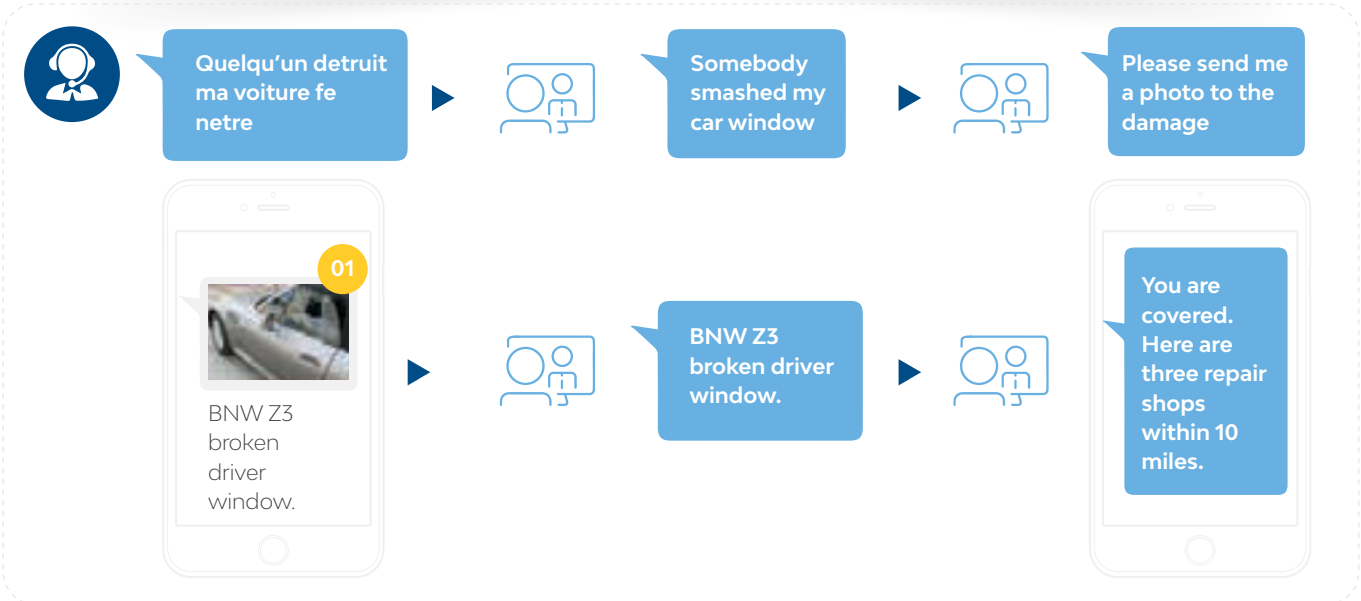 Quelqu'un detruit
ma voiture fe
netre
Somebody
smashed my
car window
Please send me
a photo to the
damage
01
BNW Z3
broken
driver
window.
BNW Z3
broken driver
window.
You are
covered.
Here are
three repair
shops
within 10
miles.